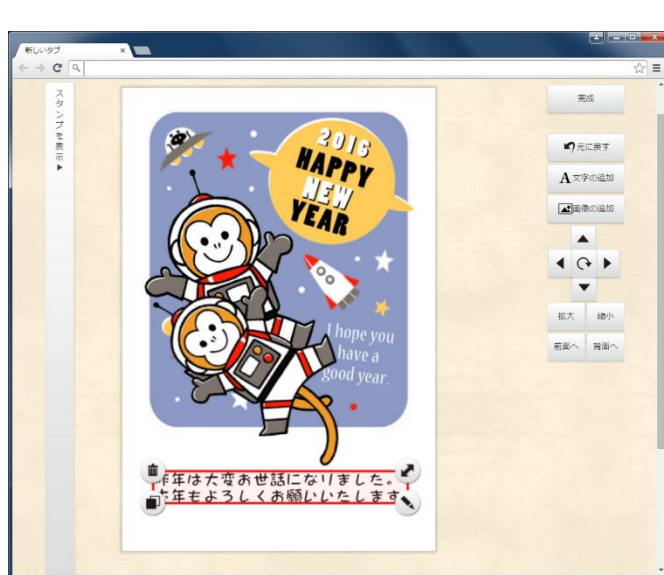 新しいタブ
スタンプを表示▶
2016
HAPPY
NEW
YEAR
I hope you
have a
good year.
昨年は大変お世話になりました。
本年もよろしくお願いいたします
完成
元に戻す
A 文字の追加
画像の追加
拡大 縮小
前面へ 背面へ